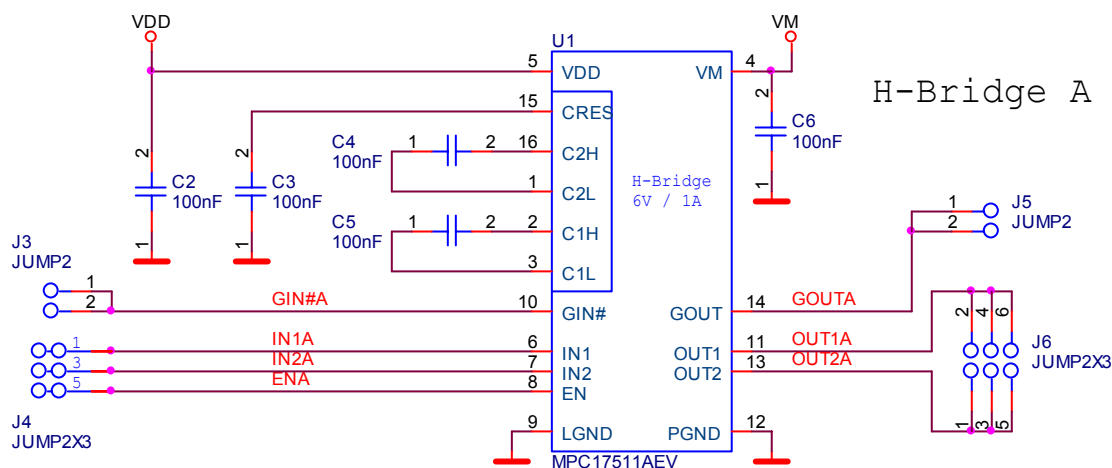 VDD
VM
U1
H-Bridge A
5
VDD
VM
4
15
CRES
2
C6
100nF
1
C4
100nF
1
2
16
C2H
2
C2
100nF
1
2
C3
100nF
1
H-Bridge
6V / 1A
1
C2L
C5
100nF
1
2
2
C1H
3
C1L
1
2
J5
JUMP2
J3
JUMP2
1
2
GIN#A
10
GIN#
GOUT
14
GOUTA
1
IN1A
6
IN1
OUT1
11
OUT1A
3
IN2A
7
IN2
OUT2
13
OUT2A
5
ENA
8
EN
J4
JUMP2X3
2
4
6
J6
JUMP2X3
1
3
5
9
LGND
PGND
12
MPC17511AEV